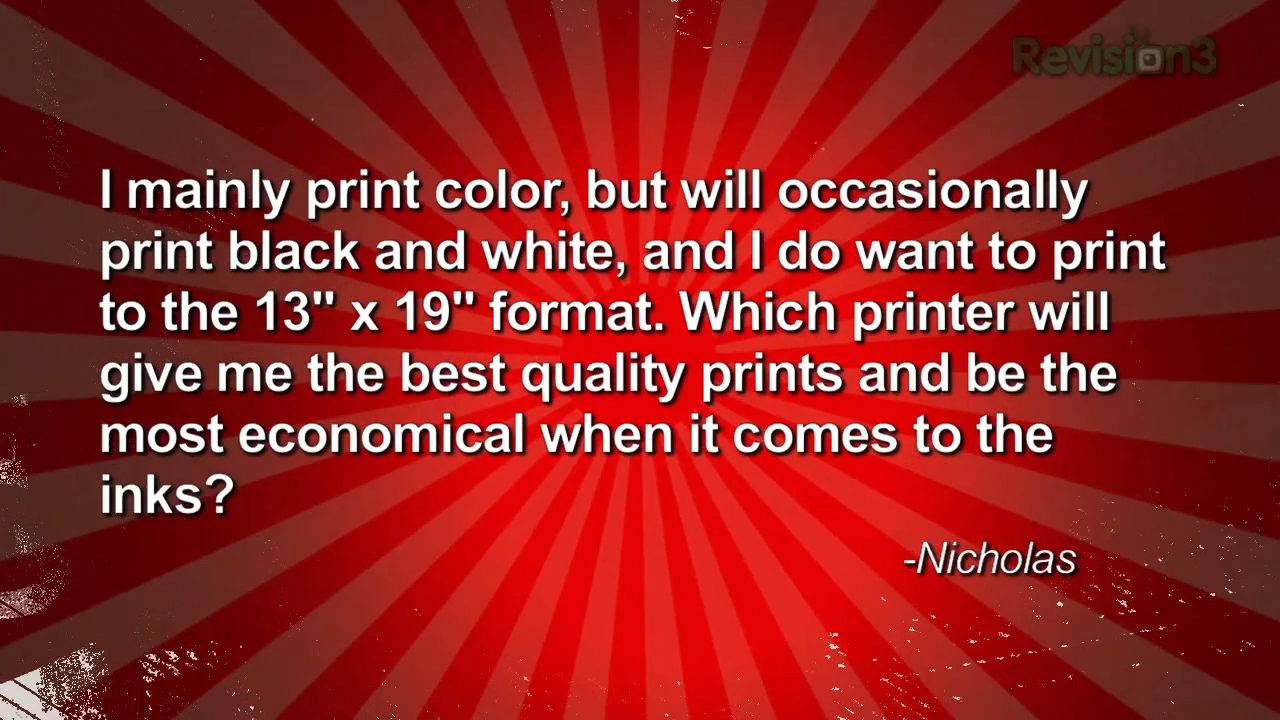 Revision3
I mainly print color, but will occasionally
print black and white, and I do want to print
to the 13" x 19" format. Which printer will
give me the best quality prints and be the
most economical when it comes to the
inks?
-Nicholas